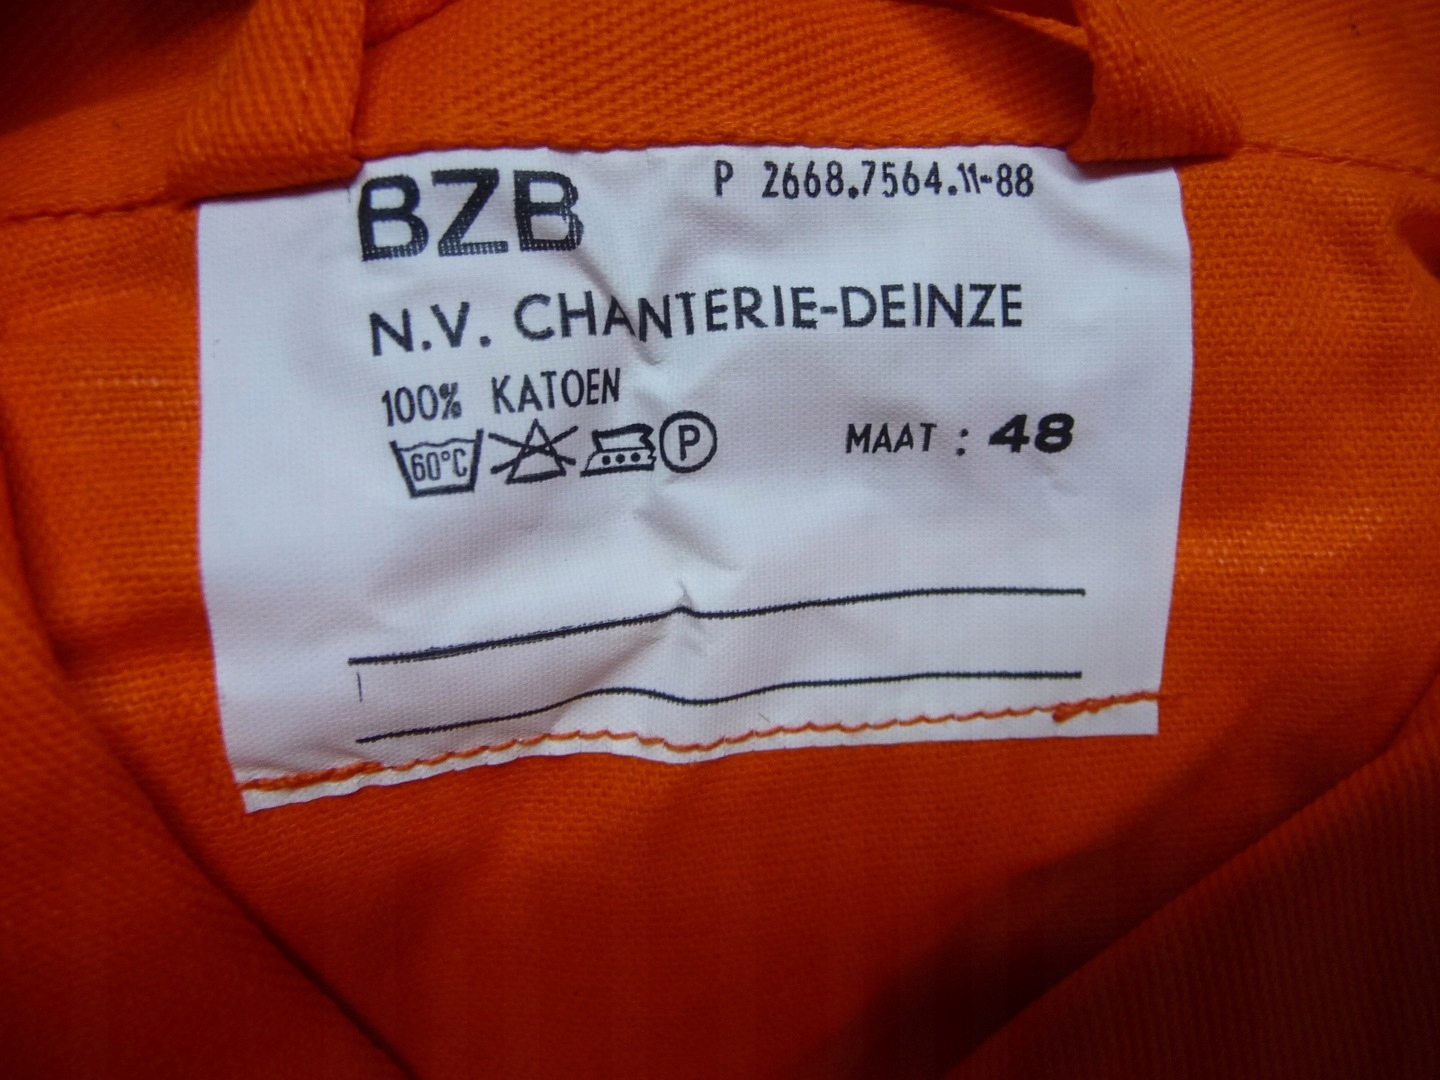 BZB
P 2668.7564.11-88
N.V. CHANTERIE-DEINZE
100% KATOEN
60°C P
MAAT : 48